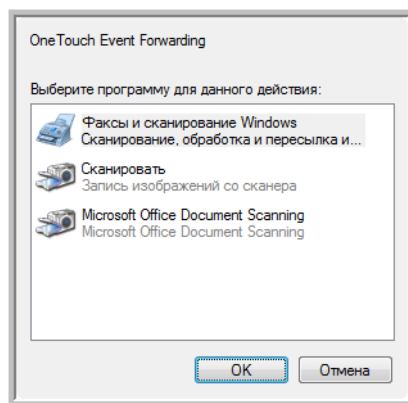 OneTouch Event Forwarding
Выберите программу для данного действия:
Факсы и сканирование Windows
Сканирование, обработка и пересылка и...
Сканировать
Запись изображений со сканера
Microsoft Office Document Scanning
Microsoft Office Document Scanning
OK
Отмена